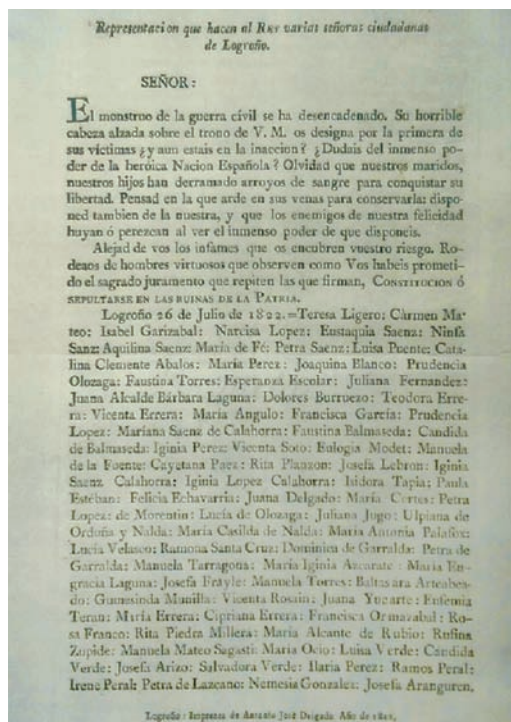 Representacion que hacen al REY varias señoras ciudadanas
de Logroño.
SEÑOR:
El monstruo de la guerra civil se ha desencadenado. Su horrible
cabeza alzada sobre el trono de V. M. os designa por la primera de
sus víctimas ¿y aun estais en la inaccion? ¿Dudais del inmenso po-
der de la heróica Nacion Española? Olvidad que nuestros maridos,
nuestros hijos han derramado arroyos de sangre para conquistar su
libertad. Pensad en la que arde en sus venas para conservarla: dispo-
ned tambien de la nuestra, y que los enemigos de nuestra felicidad
huyan ó perezcan al ver el inmenso poder de que disponeis.
Alejad de vos los infames que os encubren vuestro riesgo. Ro-
deaos de hombres virtuosos que observen como Vos habeis prometi-
do el sagrado juramento que repiten las que firman, CONSTITUCION ó
SEPULTARSE EN LAS RUINAS DE LA PATRIA.
Logroño 26 de Julio de 1822.=Teresa Ligero: Cármen Ma-
teo: Isabel Garizabal: Narcisa Lopez: Eustaquia Saenz: Ninfa
Sanz: Aquilina Saenz: María de Fé: Petra Saenz: Luisa Puente: Cata-
lina Clemente Abalos: María Perez: Joaquina Blanco: Prudencia
Olozaga: Faustina Torres: Esperanza Escolar: Juliana Fernandez:
Juana Alcalde Bárbara Laguna: Dolores Burruezo: Teodora Erre-
ra: Vicenta Errera: María Angulo: Francisca García: Prudencia
Lopez: Mariana Saenz de Calahorra: Faustina Balmaseda: Candida
de Balmaseda: Iginia Perez: Vicenta Soto: Eulogia Modet: Manuela
de la Fuente: Cayetana Paez: Rita Planzon: Josefa Lebron: Iginia
Saenz Calahorra: Iginia Lopez Calahorra: Isidora Tapia: Paula
Estéban: Felicia Echavarria: Juana Delgado: María Cortes: Petra
Lopez: de Morentin: Lucía de Olozaga: Juliana Jugo: Ulpiana de
Orduña y Nalda: María Casilda de Nalda: María Antonia Palafox:
Lucía Velasco: Ramona Santa Cruz: Dominica de Garralda: Petra de
Garralda: Manuela Tarragona: María Iginia Azcarate: María En-
gracia Laguna: Josefa Frayle: Manuela Torres: Baltasara
do: Gumesinda Munilla: Vicenta Juana Eufemia
Teran: María Errera: Cipriana Errera: Francisca Ormazabal: Ro-
sa Franco: Rita Piedra Millera: María Alcante de Rubio: Rufina
Zupide: Manuela Mateo Sagasti: María Ocio: Luisa Verde: Candida
Verde: Josefa Arizo: Salvadora Verde: Ilaria Perez: Ramos Peral:
Irene Peral: Petra de Lazcano: Nemesia Gonzalez: Josefa Aranguren.
Logroño: Imprenta de Antonio José Delgado. Año de 1822.